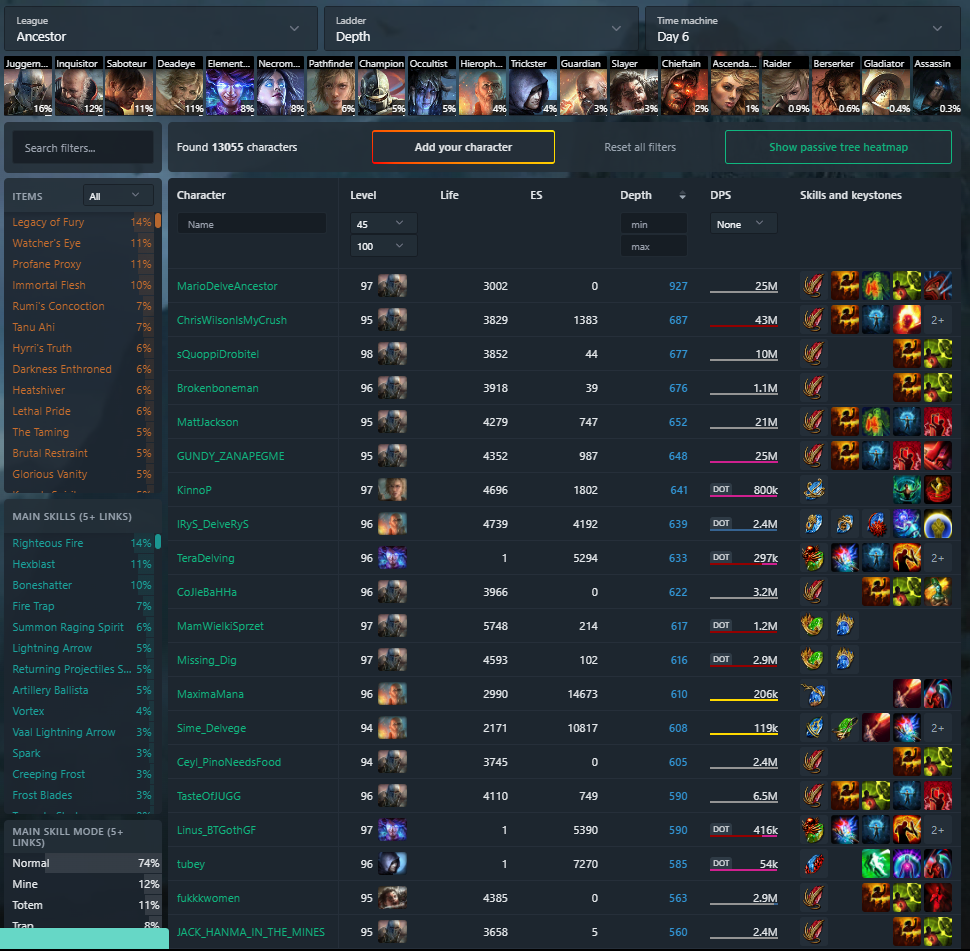 League
Ancestor
Ladder
Depth
Time machine
Day 6
Juggern... Inquisitor Saboteur Deadeye Element... Necrom... Pathfinder Champion Occultist Hieroph... Trickster Guardian Slayer Chieftain Ascenda... Raider Berserker Gladiator Assassin
16% 12% 11% 11% 8% 8% 6% 5% 5% 4% 4% 3% 3% 2% 1% 0.9% 0.6% 0.4% 0.3%
Search filters...
Found 13055 characters
Add your character
Reset all filters
Show passive tree heatmap
ITEMS All
Legacy of Fury 14%
Watcher's Eye 11%
Profane Proxy 11%
Immortal Flesh 10%
Rumi's Concoction 7%
Tanu Ahi 7%
Hyrri's Truth 6%
Darkness Enthroned 6%
Heatshiver 6%
Lethal Pride 6%
The Taming 5%
Brutal Restraint 5%
Glorious Vanity 5%
MAIN SKILLS (5+ LINKS)
Righteous Fire 14%
Hexblast 11%
Boneshatter 10%
Fire Trap 7%
Summon Raging Spirit 6%
Lightning Arrow 5%
Returning Projectiles S... 5%
Artillery Ballista 5%
Vortex 4%
Vaal Lightning Arrow 3%
Spark 3%
Creeping Frost 3%
Frost Blades 3%
MAIN SKILL MODE (5+
LINKS)
Normal 74%
Mine 12%
Totem 11%
Trap 8%
Character Level Life ES Depth DPS Skills and keystones
Name 45 min None
100 max
MarioDelveAncestor 97 3002 0 927 25M
ChrisWilsonIsMyCrush 95 3829 1383 687 43M 2+
sQuoppiDrobitel 98 3852 44 677 10M
Brokenboneman 96 3918 39 676 1.1M
MattJackson 95 4279 747 652 21M
GUNDY_ZANAPEGME 95 4352 987 648 25M
KinnoP 97 4696 1802 641 DOT 800k
IRyS_DelveRyS 96 4739 4192 639 DOT 2.4M
TeraDelving 96 1 5294 633 DOT 297k 2+
CoJIeBaHHa 96 3966 0 622 3.2M
MamWielkiSprzet 97 5748 214 617 DOT 1.2M
Missing_Dig 97 4593 102 616 DOT 2.9M
MaximaMana 96 2990 14673 610 206k
Sime_Delvege 94 2171 10817 608 119k 2+
Ceyl_PinoNeedsFood 94 3745 0 605 2.4M
TasteOfJUGG 96 4110 749 590 6.5M
Linus_BTGothGF 97 1 5390 590 DOT 416k 2+
tubey 96 1 7270 585 DOT 54k
fukkkwomen 95 4385 0 563 2.9M
JACK_HANMA_IN_THE_MINES 95 3658 5 560 2.4M